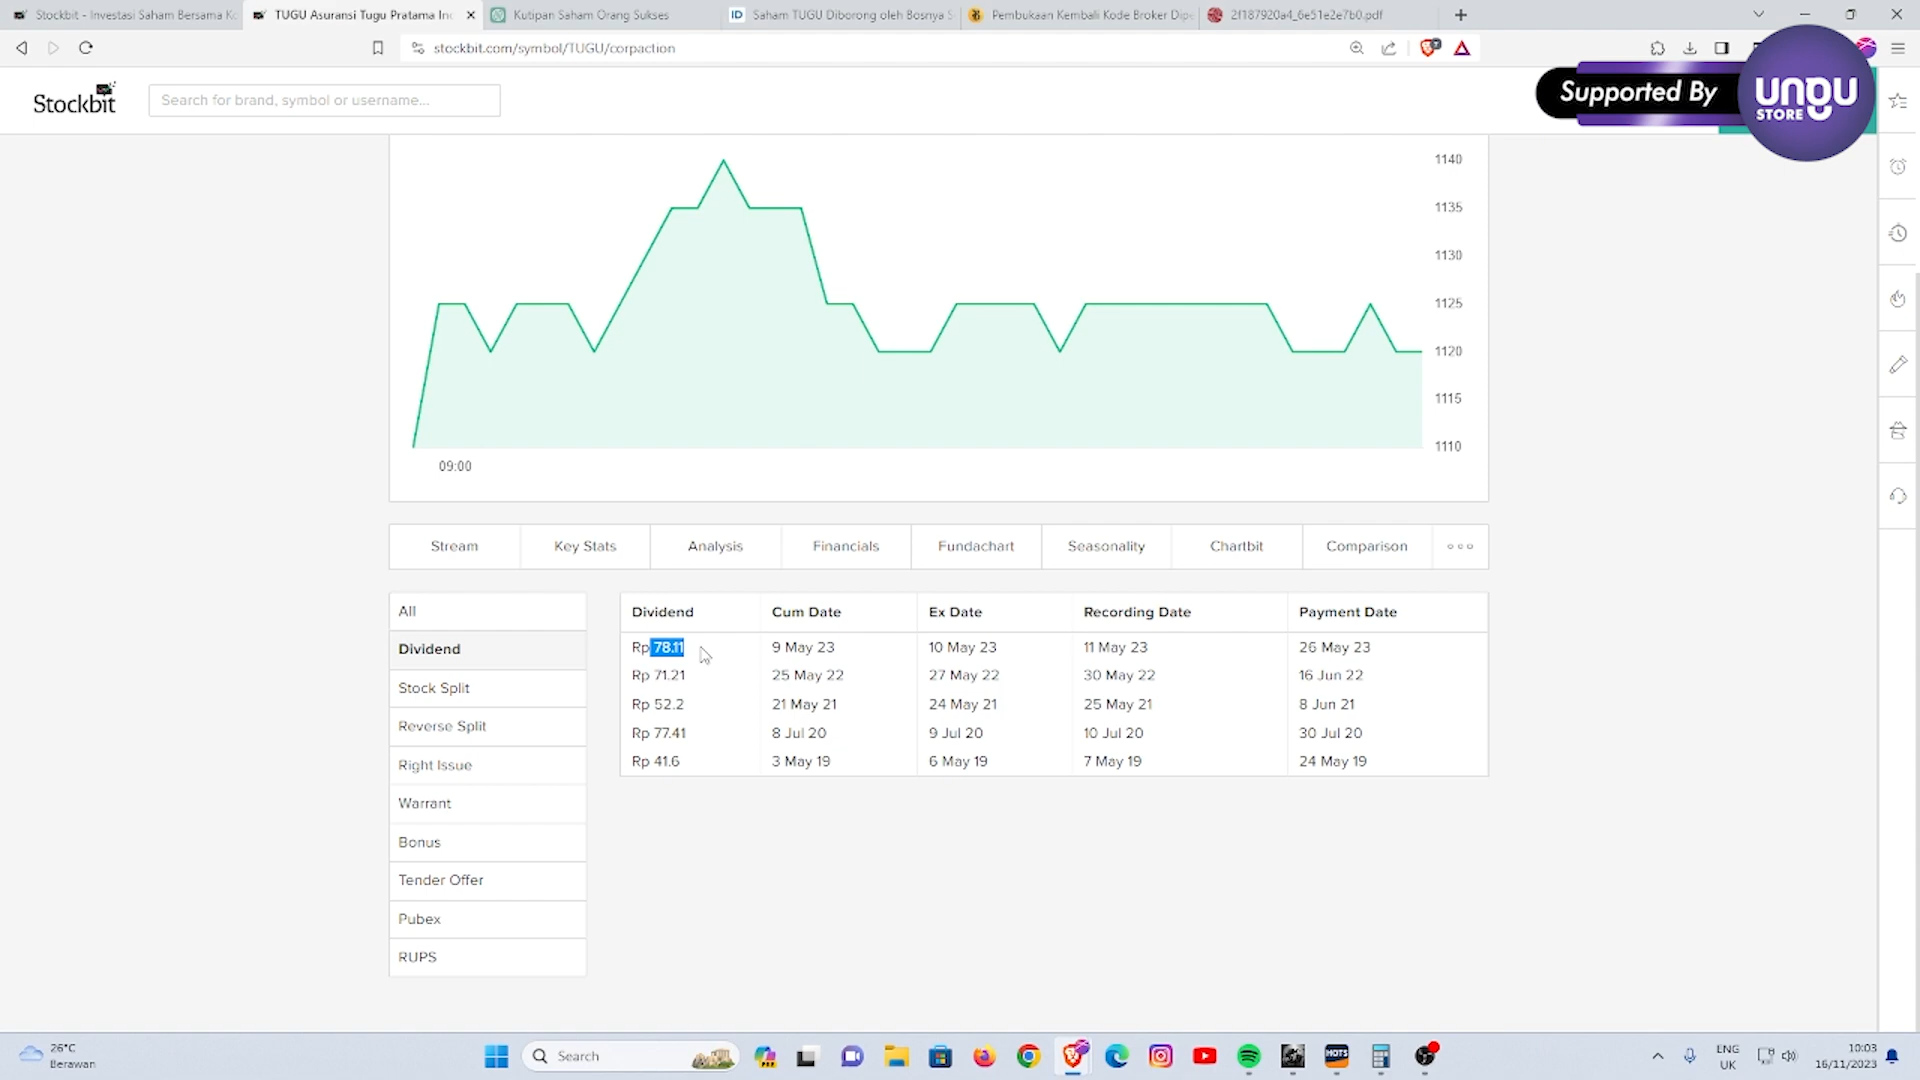 Stockbit - Investasi Saham Bersama Ko
TUGU Asuransi Tugu Pratama Ind
Kutipan Saham Orang Sukses
ID Saham TUGU Diborong oleh Bosnya S
Pembukaan Kembali Kode Broker Dipe
2f187920a4_6e51e2e7b0.pdf
stockbit.com/symbol/TUGU/corpaction
Stockbit
Search for brand, symbol or username...
Supported By
UNGU
STORE
1140
1135
1130
1125
1120
1115
1110
09:00
Stream Key Stats Analysis Financials Fundachart Seasonality Chartbit Comparison
All
Dividend
Stock Split
Reverse Split
Right Issue
Warrant
Bonus
Tender Offer
Pubex
RUPS
Dividend Cum Date Ex Date Recording Date Payment Date
Rp 78.11 9 May 23 10 May 23 11 May 23 26 May 23
Rp 71.21 25 May 22 27 May 22 30 May 22 16 Jun 22
Rp 52.2 21 May 21 24 May 21 25 May 21 8 Jun 21
Rp 77.41 8 Jul 20 9 Jul 20 10 Jul 20 30 Jul 20
Rp 41.6 3 May 19 6 May 19 7 May 19 24 May 19
26°C
Berawan
Search
HOTS
ENG
UK
10:03
16/11/2023